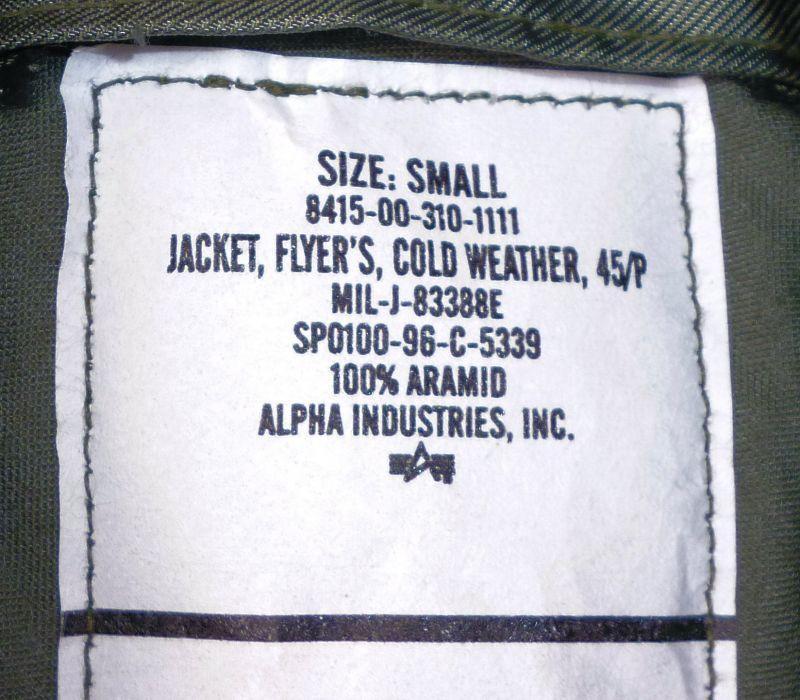 SIZE: SMALL
8415-00-310-1111
JACKET, FLYER'S, COLD WEATHER, 45/P
MIL-J-83388E
SP0100-96-C-5339
100% ARAMID
ALPHA INDUSTRIES, INC.